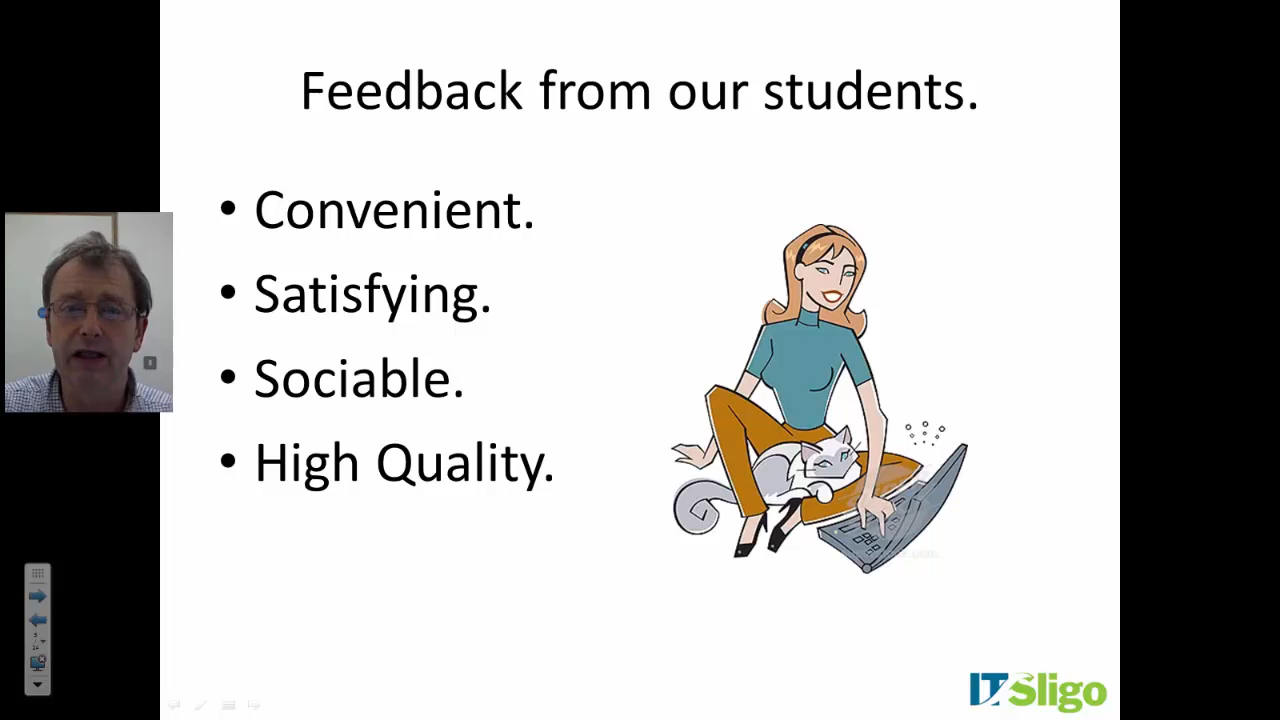 Feedback from our students.
• Convenient.
• Satisfying.
• Sociable.
• High Quality.
IT Sligo